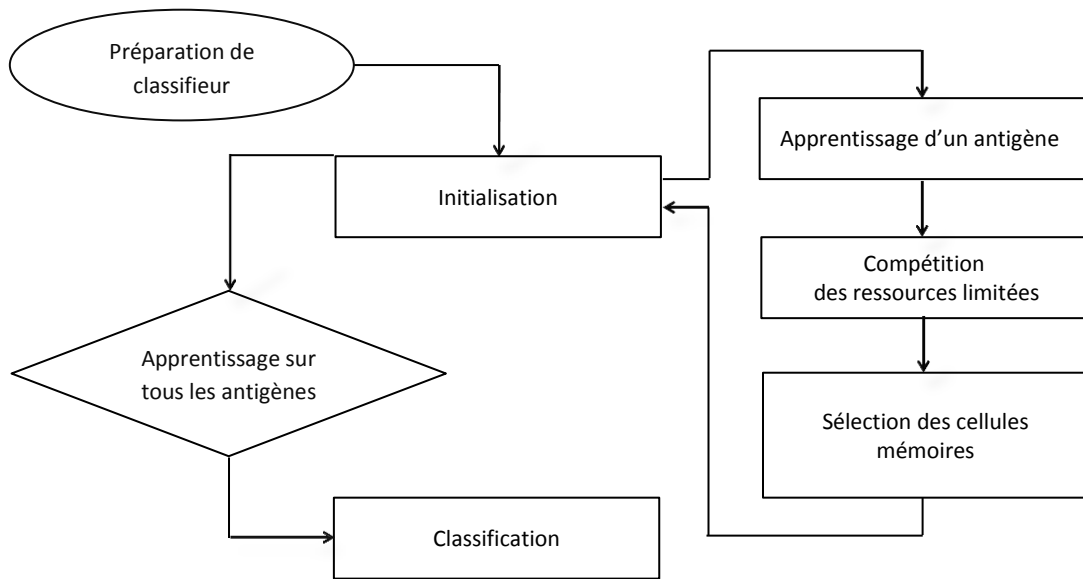 Préparation de
classifieur
Initialisation
Apprentissage d’un antigène
Compétition
des ressources limitées
Sélection des cellules
mémoires
Apprentissage sur
tous les antigènes
Classification